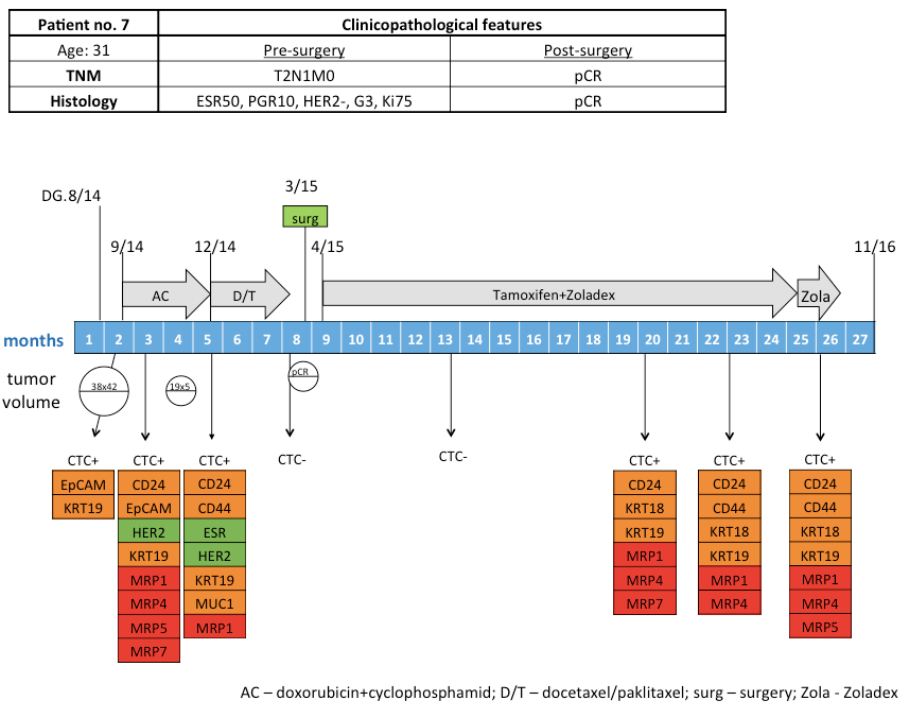 Patient no. 7 Clinicopathological features
Age: 31 Pre-surgery Post-surgery
TNM T2N1M0 pCR
Histology ESR50, PGR10, HER2-, G3, Ki75 pCR
3/15
DG.8/14
surg
9/14 12/14 4/15 11/16
AC D/T Tamoxifen+Zoladex Zola
months 1 2 3 4 5 6 7 8 9 10 11 12 13 14 15 16 17 18 19 20 21 22 23 24 25 26 27
tumor volume
38x42 19x5 pCR
CTC+ CTC+ CTC+ CTC- CTC- CTC+ CTC+ CTC+
EpCAM CD24 CD24 CD24 CD24 CD24
KRT19 EpCAM CD44 KRT18 CD44 CD44
HER2 ESR KRT19 KRT18 KRT18
KRT19 HER2 MRP1 KRT19 KRT19
MRP1 KRT19 MRP4 MRP1 MRP1
MRP4 MUC1 MRP7 MRP4 MRP4
MRP5 MRP1 MRP5
MRP7
AC – doxorubicin+cyclophosphamid; D/T – docetaxel/paklitaxel; surg – surgery; Zola - Zoladex